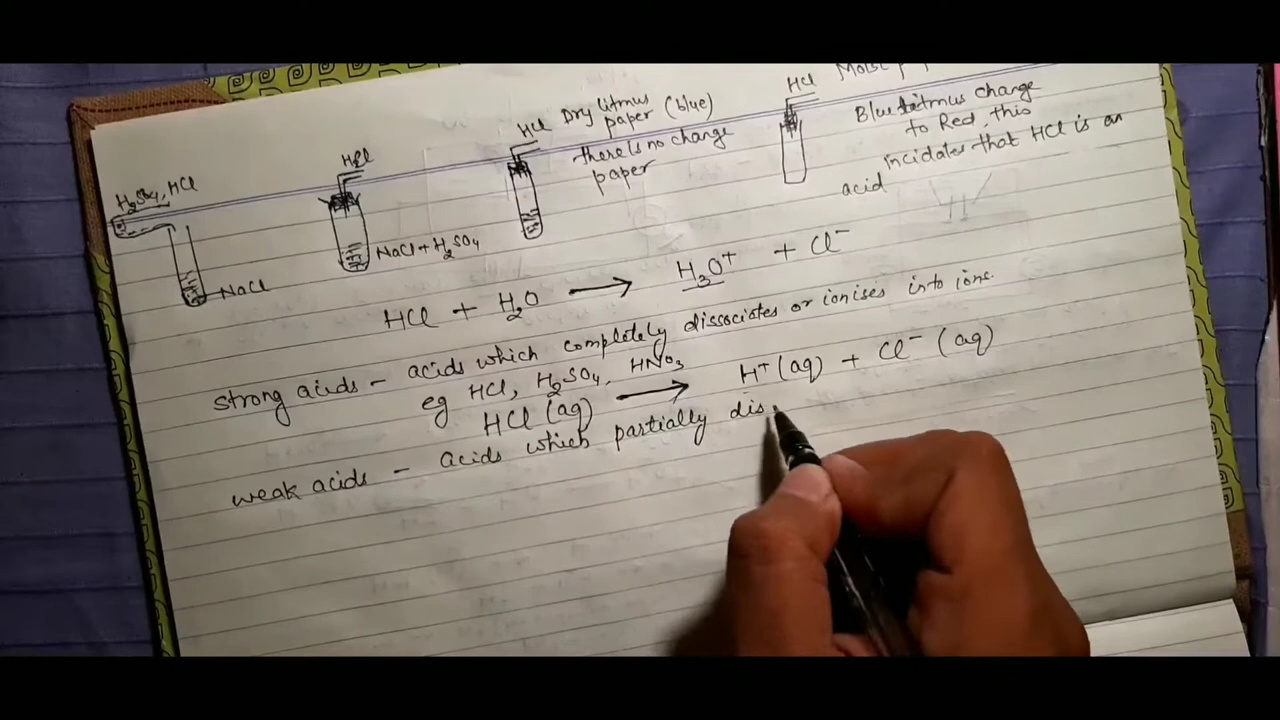 H₂SO₄, HCl
NaCl
HCl
NaCl + H₂SO₄
HCl
Dry litmus
paper (blue)
there is no change
paper
HCl
Moist
Blue litmus change
to Red, this
incidates that HCl is an
acid
HCl + H₂O → H₃O⁺ + Cl⁻
strong acids - acids which completely dissociates or ionises into ions.
eg HCl, H₂SO₄, HNO₃
HCl (aq) → H⁺ (aq) + Cl⁻ (aq)
weak acids - acids which partially dis